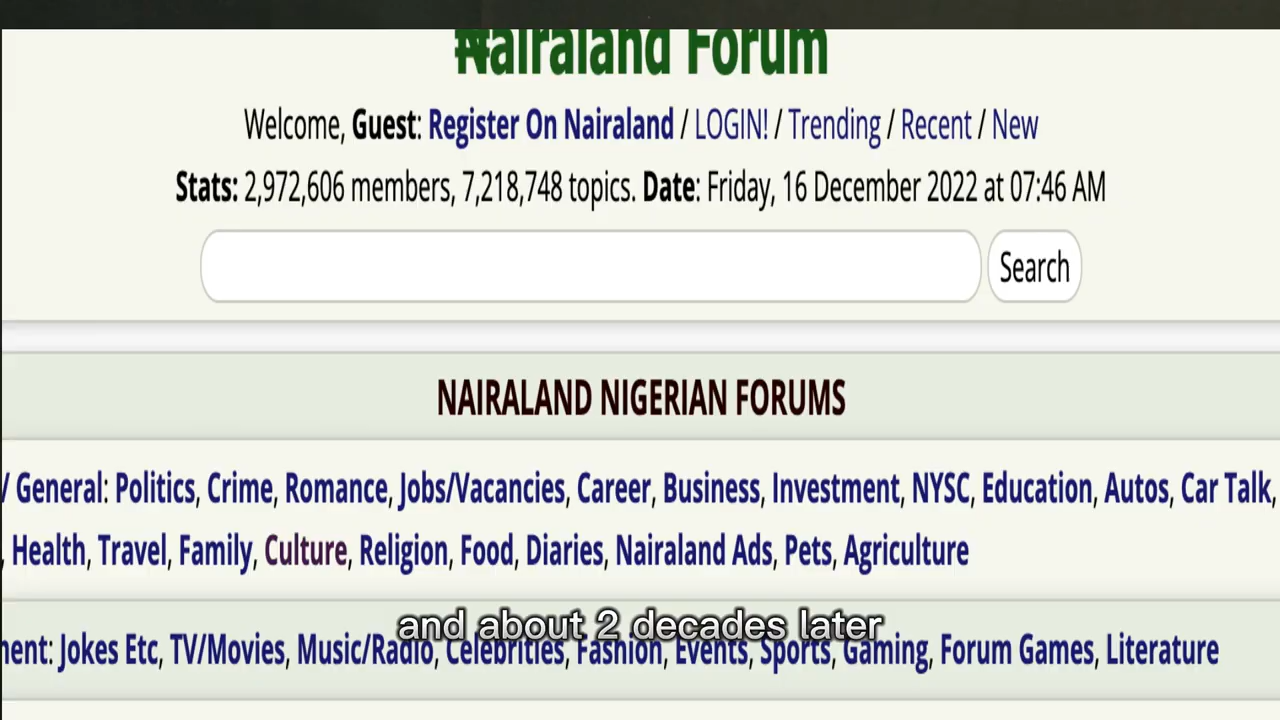 ₦airaland Forum
Welcome, Guest: Register On Nairaland / LOGIN! / Trending / Recent / New
Stats: 2,972,606 members, 7,218,748 topics. Date: Friday, 16 December 2022 at 07:46 AM
Search
NAIRALAND NIGERIAN FORUMS
/ General: Politics, Crime, Romance, Jobs/Vacancies, Career, Business, Investment, NYSC, Education, Autos, Car Talk,
, Health, Travel, Family, Culture, Religion, Food, Diaries, Nairaland Ads, Pets, Agriculture
and about 2 decades later
: Jokes Etc, TV/Movies, Music/Radio, Celebrities, Fashion, Events, Sports, Gaming, Forum Games, Literature